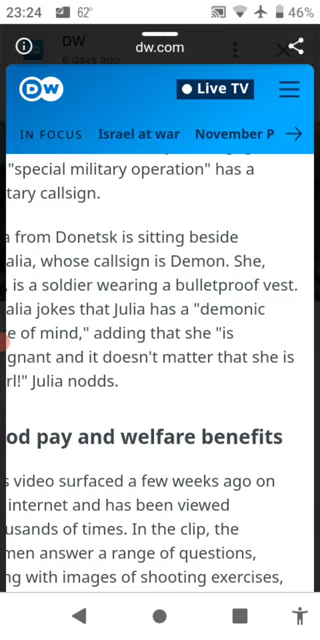 23:24 62° 46%
DW
6 days ago
dw.com
DW Live TV
IN FOCUS Israel at war November P
"special military operation" has a
tary callsign.
a from Donetsk is sitting beside
alia, whose callsign is Demon. She,
, is a soldier wearing a bulletproof vest.
alia jokes that Julia has a "demonic
e of mind," adding that she "is
gnant and it doesn't matter that she is
rl!" Julia nodds.
od pay and welfare benefits
s video surfaced a few weeks ago on
internet and has been viewed
usands of times. In the clip, the
men answer a range of questions,
ng with images of shooting exercises,